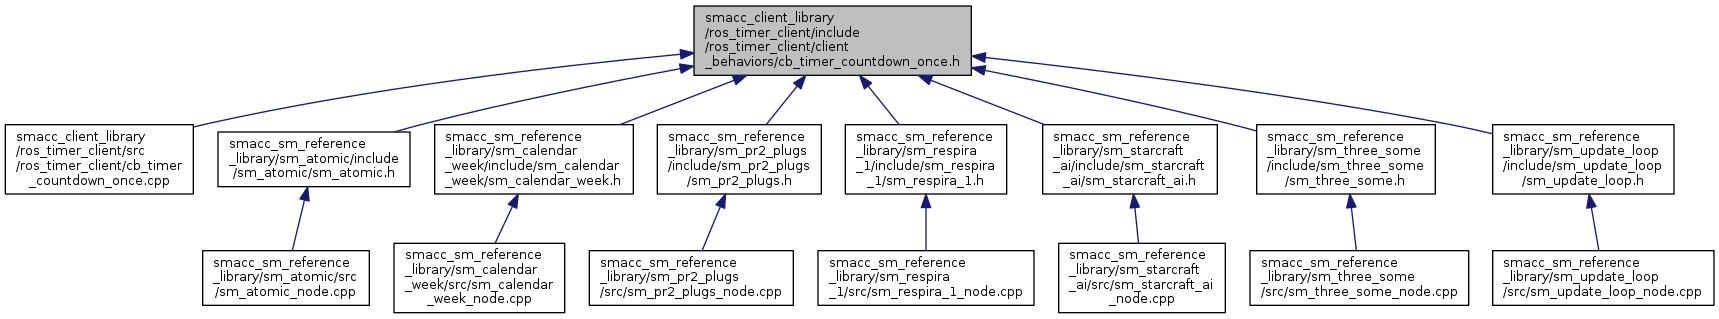 smacc_client_library
/ros_timer_client/include
/ros_timer_client/client
_behaviors/cb_timer_countdown_once.h
smacc_client_library
/ros_timer_client/src
/ros_timer_client/cb_timer
_countdown_once.cpp
smacc_sm_reference
_library/sm_atomic/include
/sm_atomic/sm_atomic.h
smacc_sm_reference
_library/sm_calendar
_week/include/sm_calendar
_week/sm_calendar_week.h
smacc_sm_reference
_library/sm_pr2_plugs
/include/sm_pr2_plugs
/sm_pr2_plugs.h
smacc_sm_reference
_library/sm_respira
_1/include/sm_respira
_1/sm_respira_1.h
smacc_sm_reference
_library/sm_starcraft
_ai/include/sm_starcraft
_ai/sm_starcraft_ai.h
smacc_sm_reference
_library/sm_three_some
/include/sm_three_some
/sm_three_some.h
smacc_sm_reference
_library/sm_update_loop
/include/sm_update_loop
/sm_update_loop.h
smacc_sm_reference
_library/sm_atomic/src
/sm_atomic_node.cpp
smacc_sm_reference
_library/sm_calendar
_week/src/sm_calendar
_week_node.cpp
smacc_sm_reference
_library/sm_pr2_plugs
/src/sm_pr2_plugs_node.cpp
smacc_sm_reference
_library/sm_respira
_1/src/sm_respira_1_node.cpp
smacc_sm_reference
_library/sm_starcraft
_ai/src/sm_starcraft_ai
_node.cpp
smacc_sm_reference
_library/sm_three_some
/src/sm_three_some_node.cpp
smacc_sm_reference
_library/sm_update_loop
/src/sm_update_loop_node.cpp